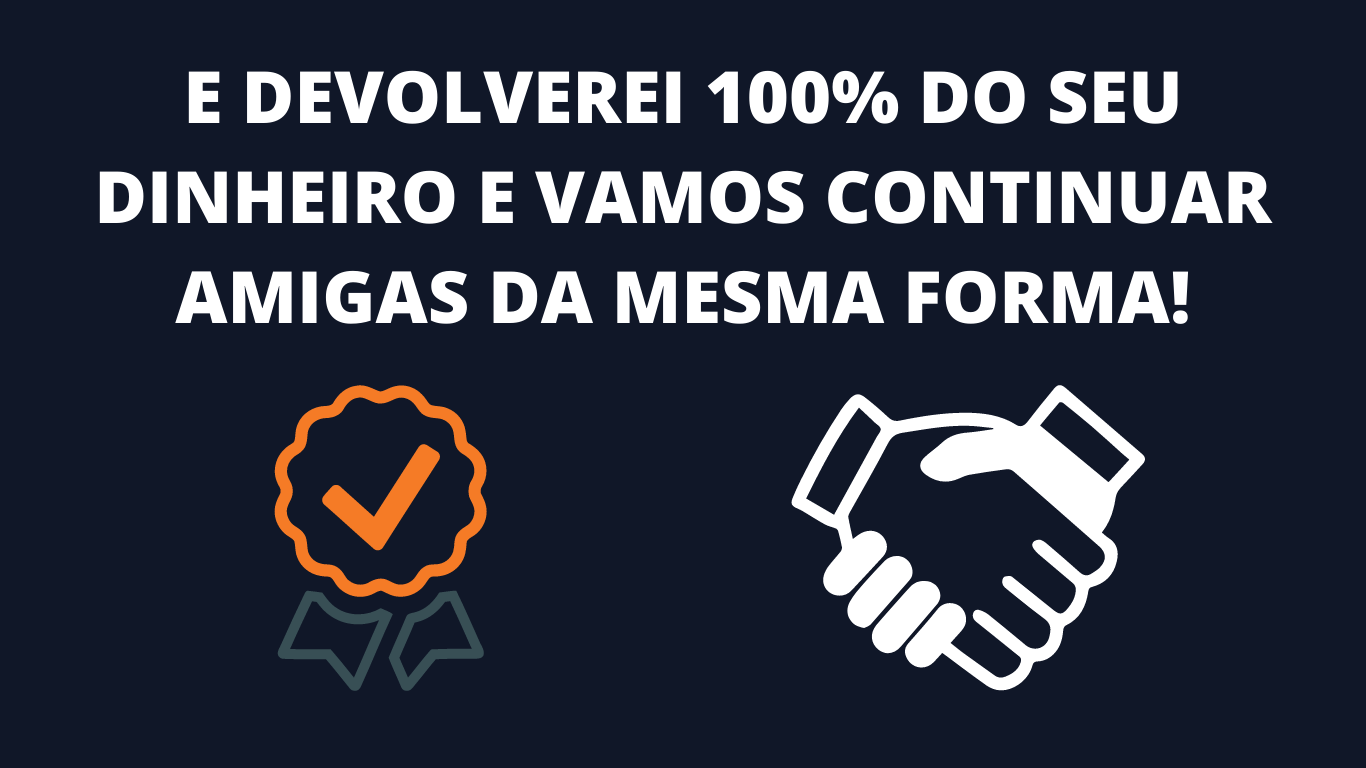 E DEVOLVEREI 100% DO SEU
DINHEIRO E VAMOS CONTINUAR
AMIGAS DA MESMA FORMA!